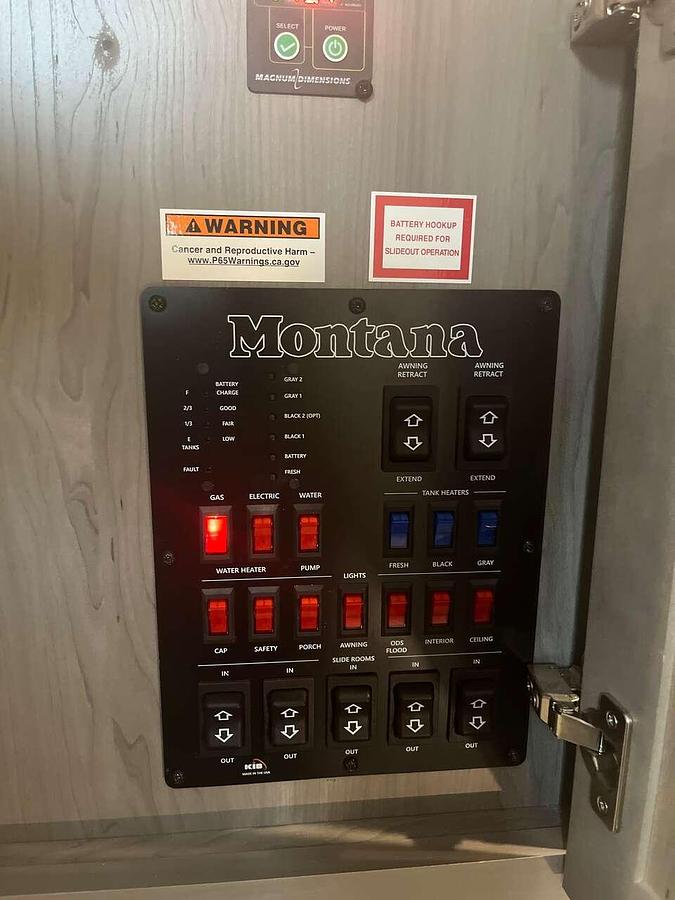 SELECT
POWER
MAGNUM DIMENSIONS
WARNING
Cancer and Reproductive Harm –
www.P65Warnings.ca.gov
BATTERY HOOKUP
REQUIRED FOR
SLIDEOUT OPERATION
Montana
AWNING
RETRACT
AWNING
RETRACT
BATTERY
F CHARGE
2/3 GOOD
1/3 FAIR
E LOW
TANKS
FAULT
GRAY 2
GRAY 1
BLACK 2 (OPT)
BLACK 1
BATTERY
FRESH
EXTEND
EXTEND
GAS ELECTRIC WATER
TANK HEATERS
WATER HEATER PUMP
FRESH BLACK GRAY
LIGHTS
CAP SAFETY PORCH AWNING ODS FLOOD INTERIOR CEILING
SLIDE ROOMS
IN IN IN IN IN
OUT OUT OUT OUT OUT
KIB
MADE IN THE USA